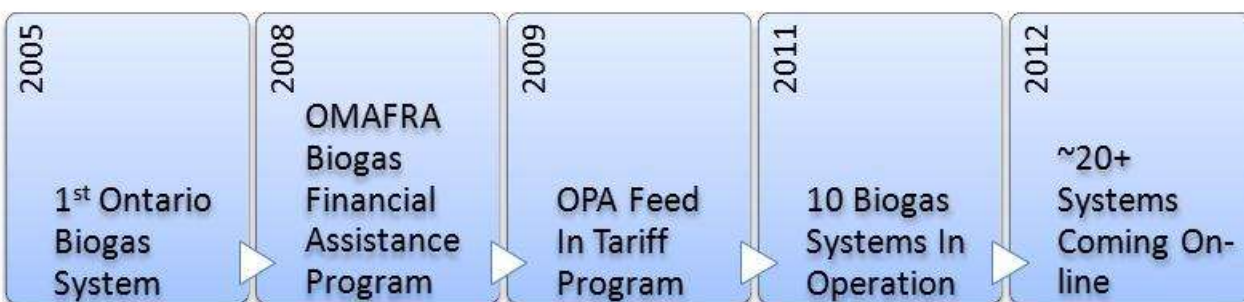 2005
1st Ontario
Biogas
System
2008
OMAFRA
Biogas
Financial
Assistance
Program
2009
OPA Feed
In Tariff
Program
2011
10 Biogas
Systems In
Operation
2012
~20+
Systems
Coming On-
line